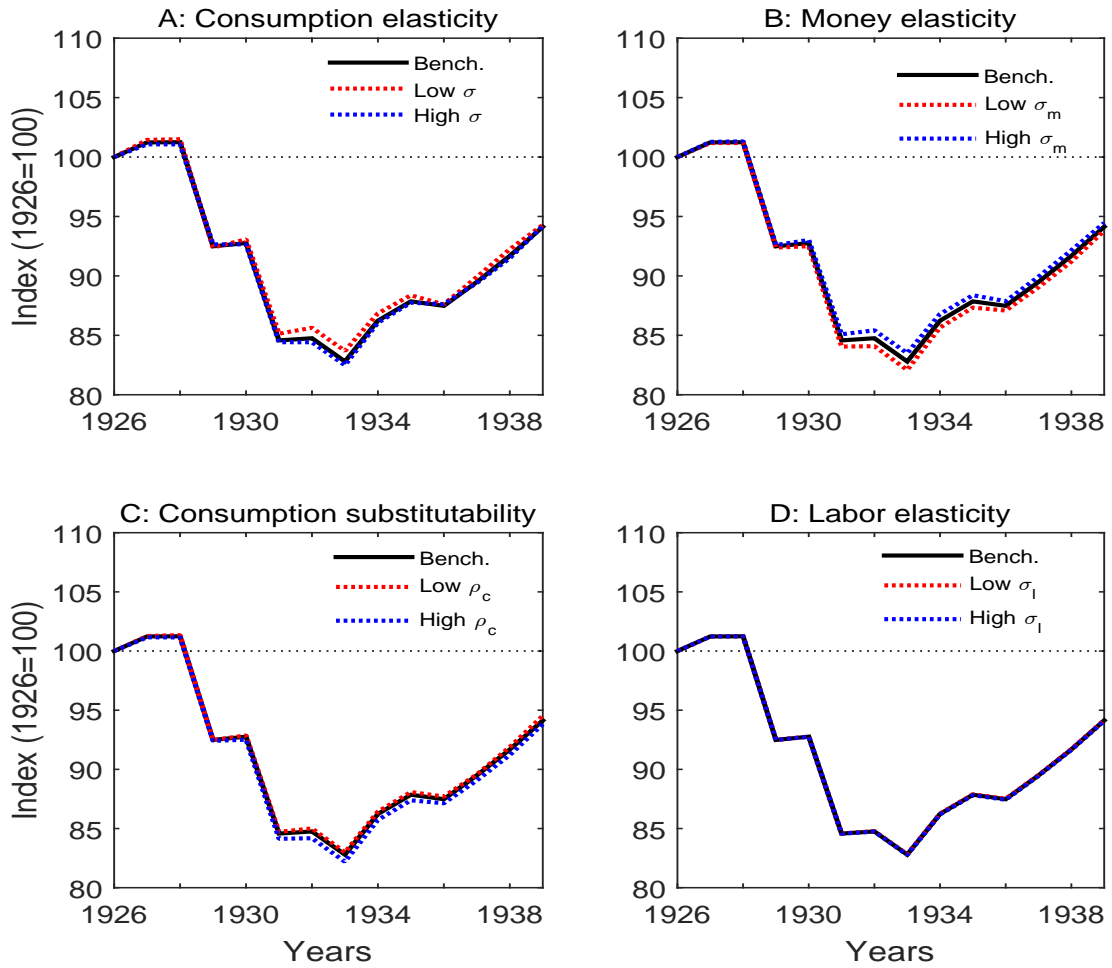 A: Consumption elasticity
110
105
100
95
90
85
80
Index (1926=100)
Bench.
Low σ
High σ
1926 1930 1934 1938
B: Money elasticity
110
105
100
95
90
85
80
Bench.
Low σm
High σm
1926 1930 1934 1938
C: Consumption substitutability
110
105
100
95
90
85
80
Index (1926=100)
Bench.
Low ρc
High ρc
1926 1930 1934 1938
Years
D: Labor elasticity
110
105
100
95
90
85
80
Bench.
Low σl
High σl
1926 1930 1934 1938
Years